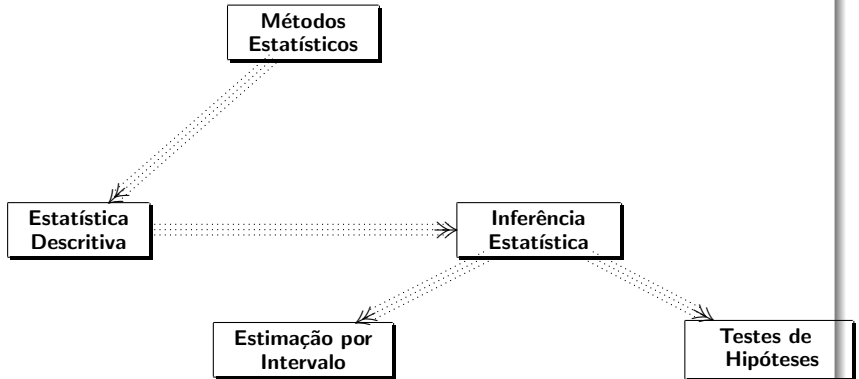 Métodos
Estatísticos
Estatística
Descritiva
Inferência
Estatística
Estimação por
Intervalo
Testes de
Hipóteses